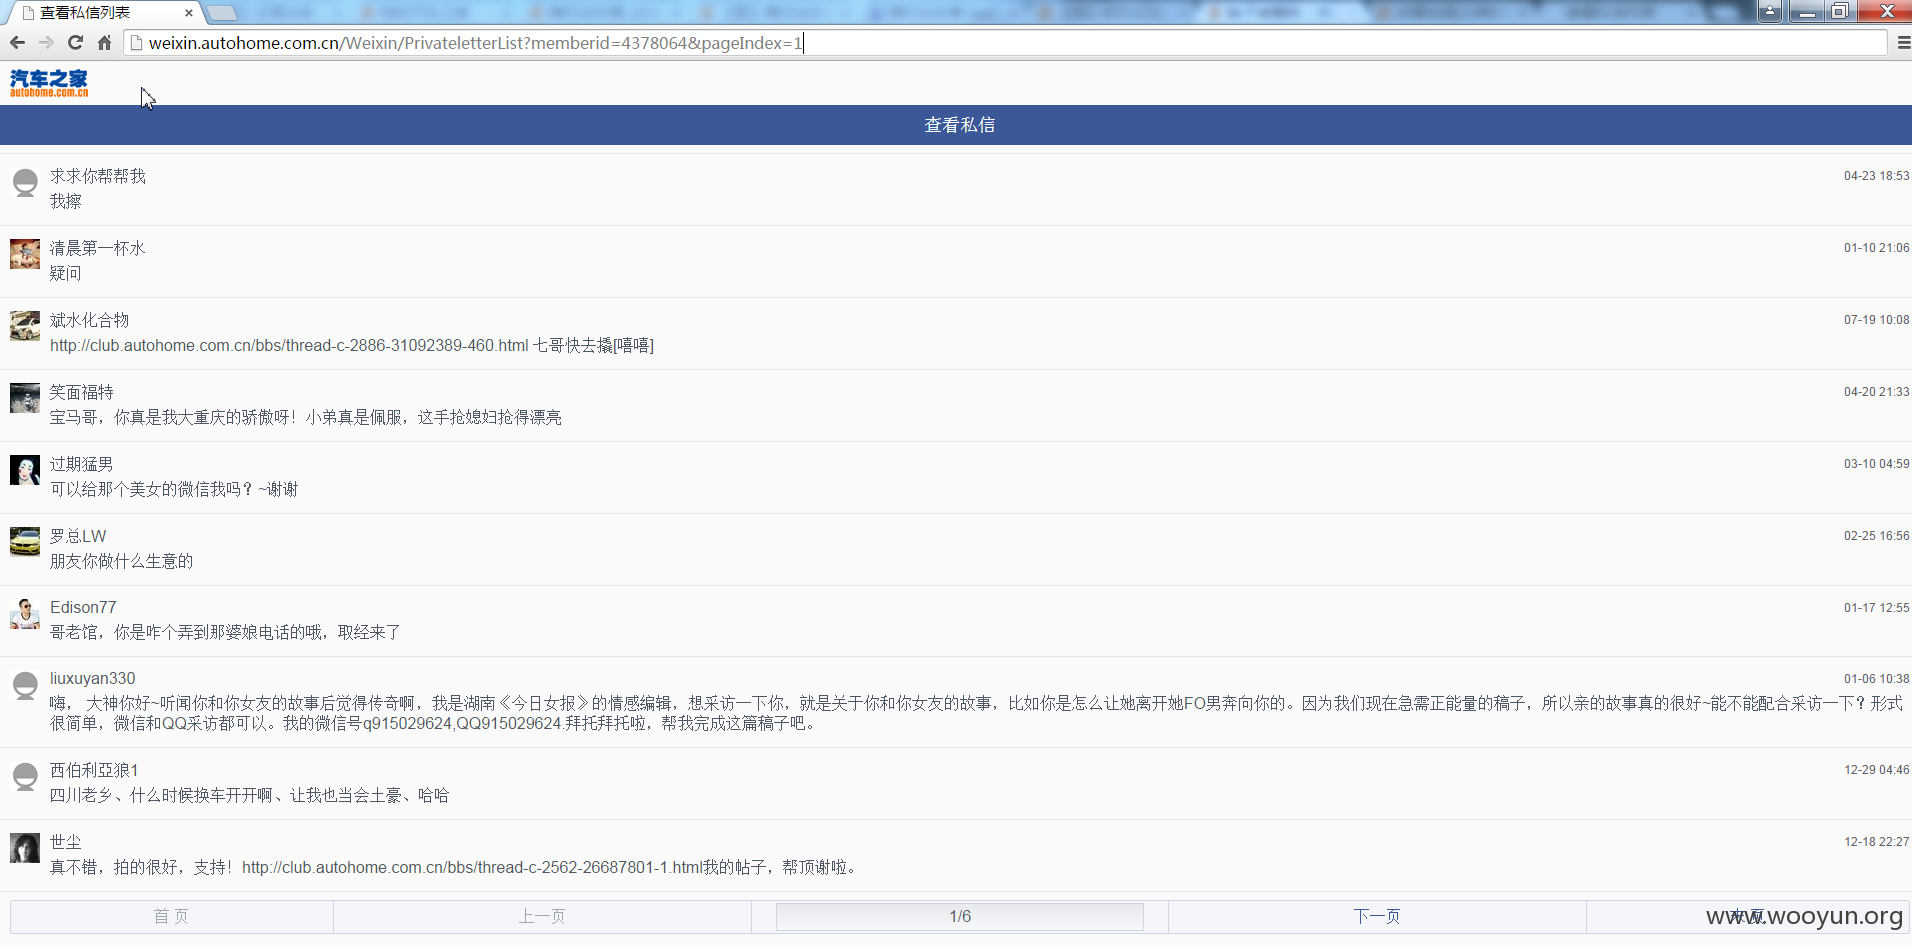 查看私信列表
weixin.autohome.com.cn/Weixin/PrivateletterList?memberid=4378064&pageIndex=1
汽车之家
autohome.com.cn
查看私信
求求你帮帮我 04-23 18:53
我擦
清晨第一杯水 01-10 21:06
疑问
斌水化合物 07-19 10:08
http://club.autohome.com.cn/bbs/thread-c-2886-31092389-460.html 七哥快去撬[嘻嘻]
笑面福特 04-20 21:33
宝马哥，你真是我大重庆的骄傲呀！小弟真是佩服，这手抢媳妇抢得漂亮
过期猛男 03-10 04:59
可以给那个美女的微信我吗？~谢谢
罗总LW 02-25 16:56
朋友你做什么生意的
Edison77 01-17 12:55
哥老馆，你是咋个弄到那婆娘电话的哦，取经来了
liuxuyan330 01-06 10:38
嗨， 大神你好~听闻你和你女友的故事后觉得传奇啊，我是湖南《今日女报》的情感编辑，想采访一下你，就是关于你和你女友的故事，比如你是怎么让她离开她FO男奔向你的。因为我们现在急需正能量的稿子，所以亲的故事真的很好~能不能配合采访一下？形式
很简单，微信和QQ采访都可以。我的微信号q915029624,QQ915029624.拜托拜托啦，帮我完成这篇稿子吧。
西伯利亞狼1 12-29 04:46
四川老乡、什么时候换车开开啊、让我也当会土豪、哈哈
世尘 12-18 22:27
真不错，拍的很好，支持！http://club.autohome.com.cn/bbs/thread-c-2562-26687801-1.html我的帖子，帮顶谢啦。
首 页 上一页 1/6 下一页 末 页
www.wooyun.org